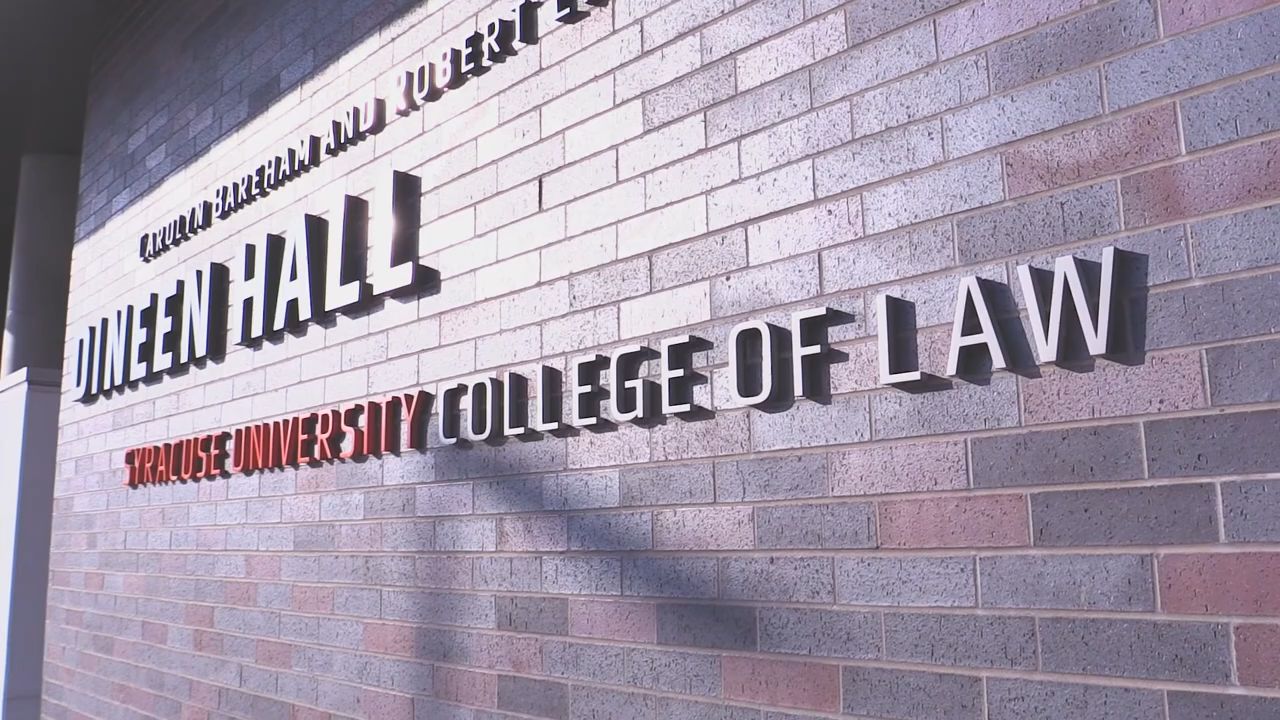 CAROLYN BAREHAM AND ROBERT
DINEEN HALL
SYRACUSE UNIVERSITY COLLEGE OF LAW